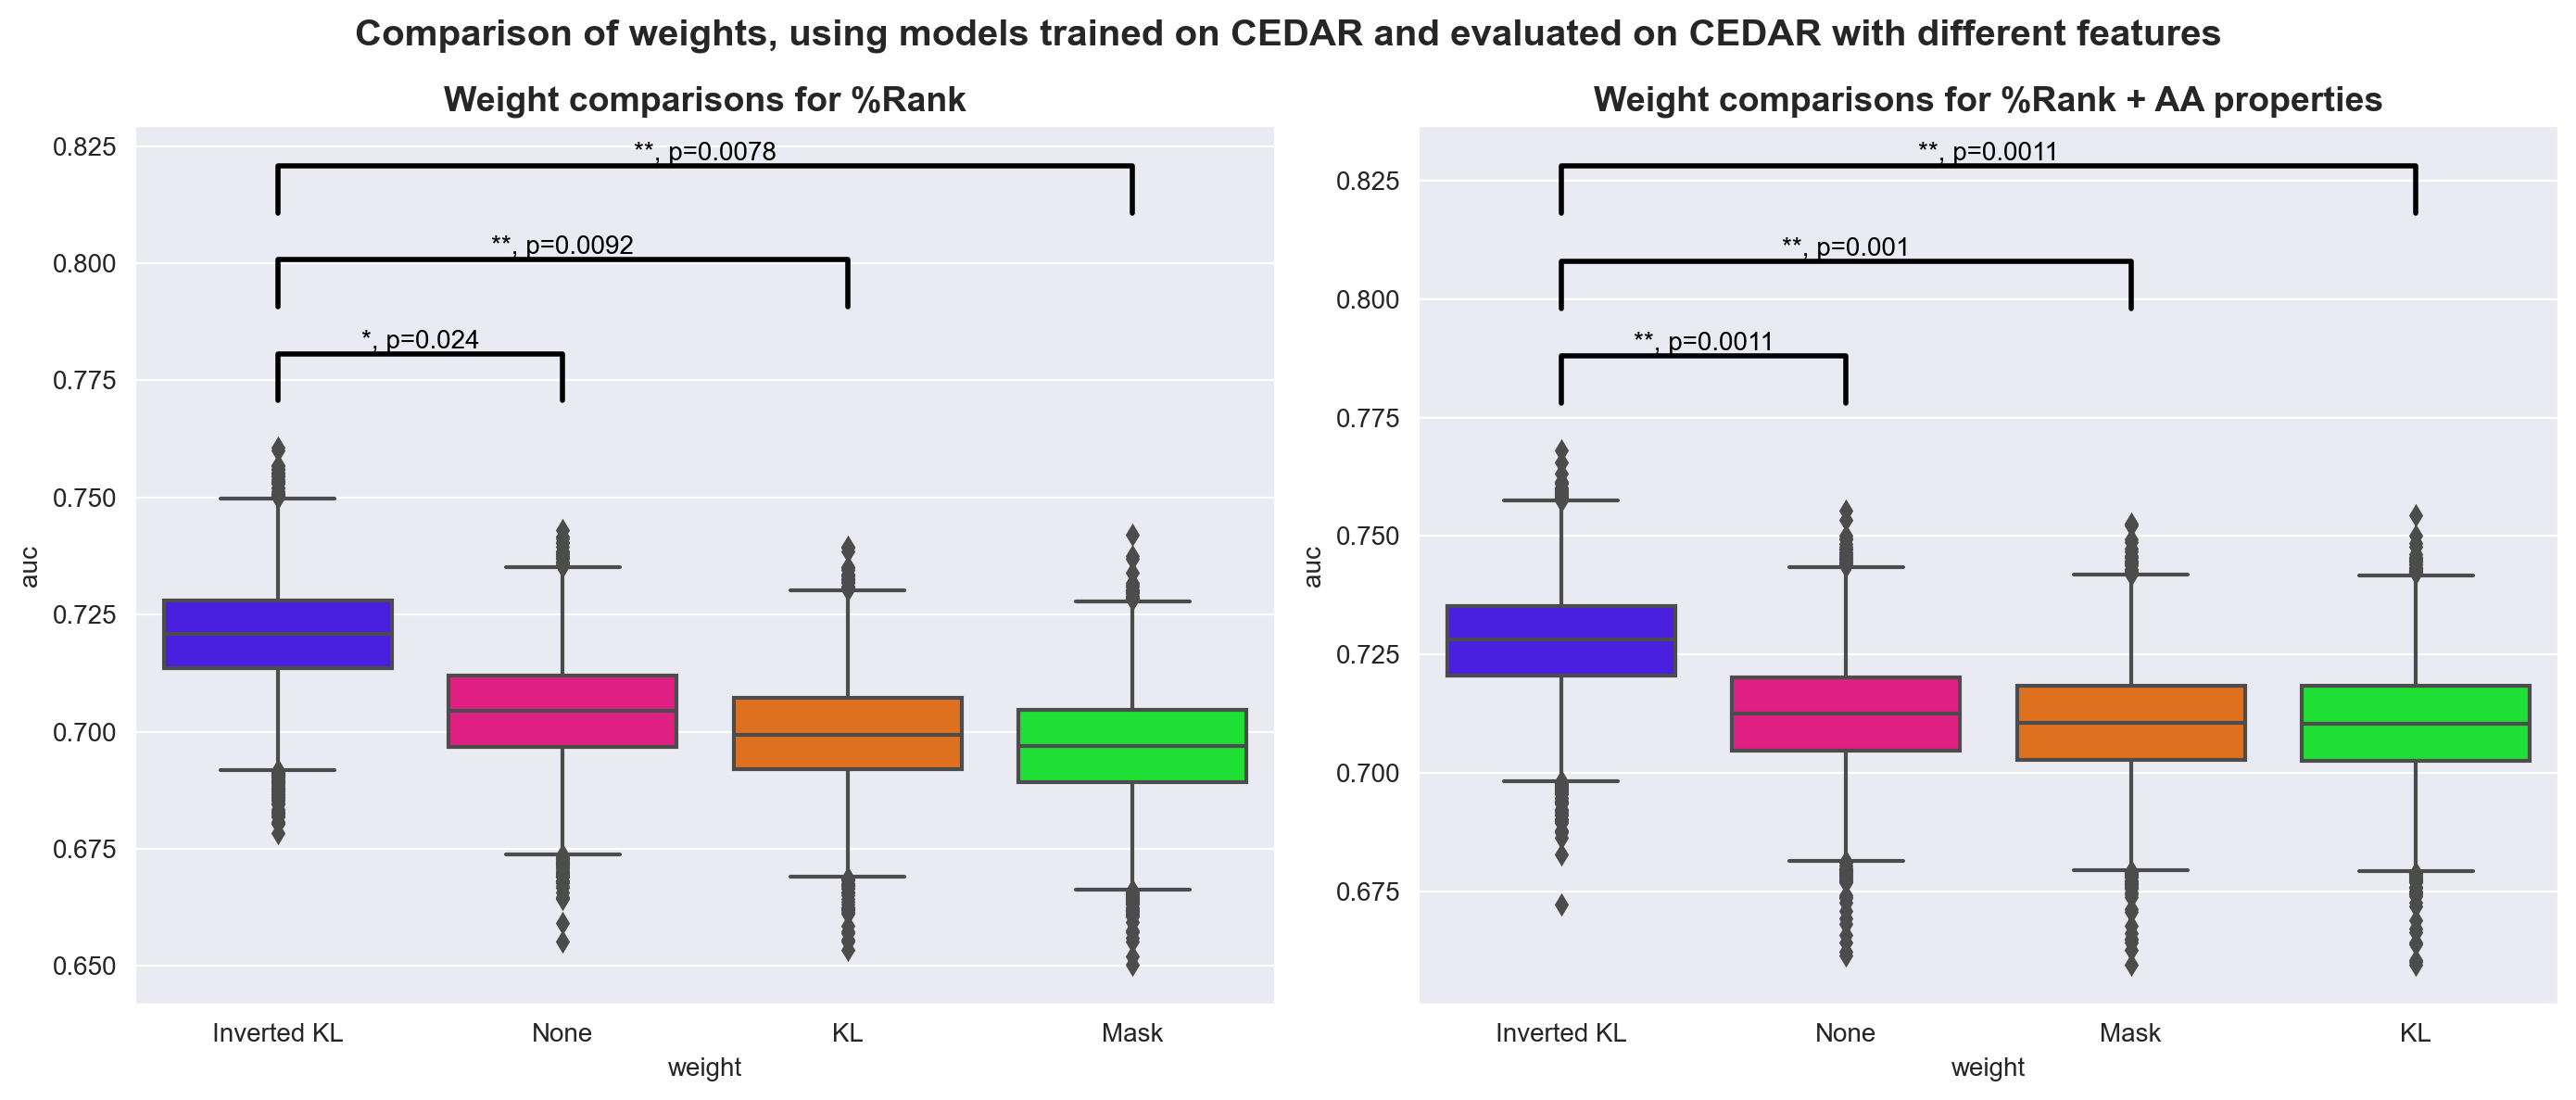 Comparison of weights, using models trained on CEDAR and evaluated on CEDAR with different features
Weight comparisons for %Rank
0.825
0.800
0.775
0.750
0.725
0.700
0.675
0.650
auc
**, p=0.0078
**, p=0.0092
*, p=0.024
Inverted KL
None
KL
Mask
weight
Weight comparisons for %Rank + AA properties
0.825
0.800
0.775
0.750
0.725
0.700
0.675
auc
**, p=0.0011
**, p=0.001
**, p=0.0011
Inverted KL
None
Mask
KL
weight